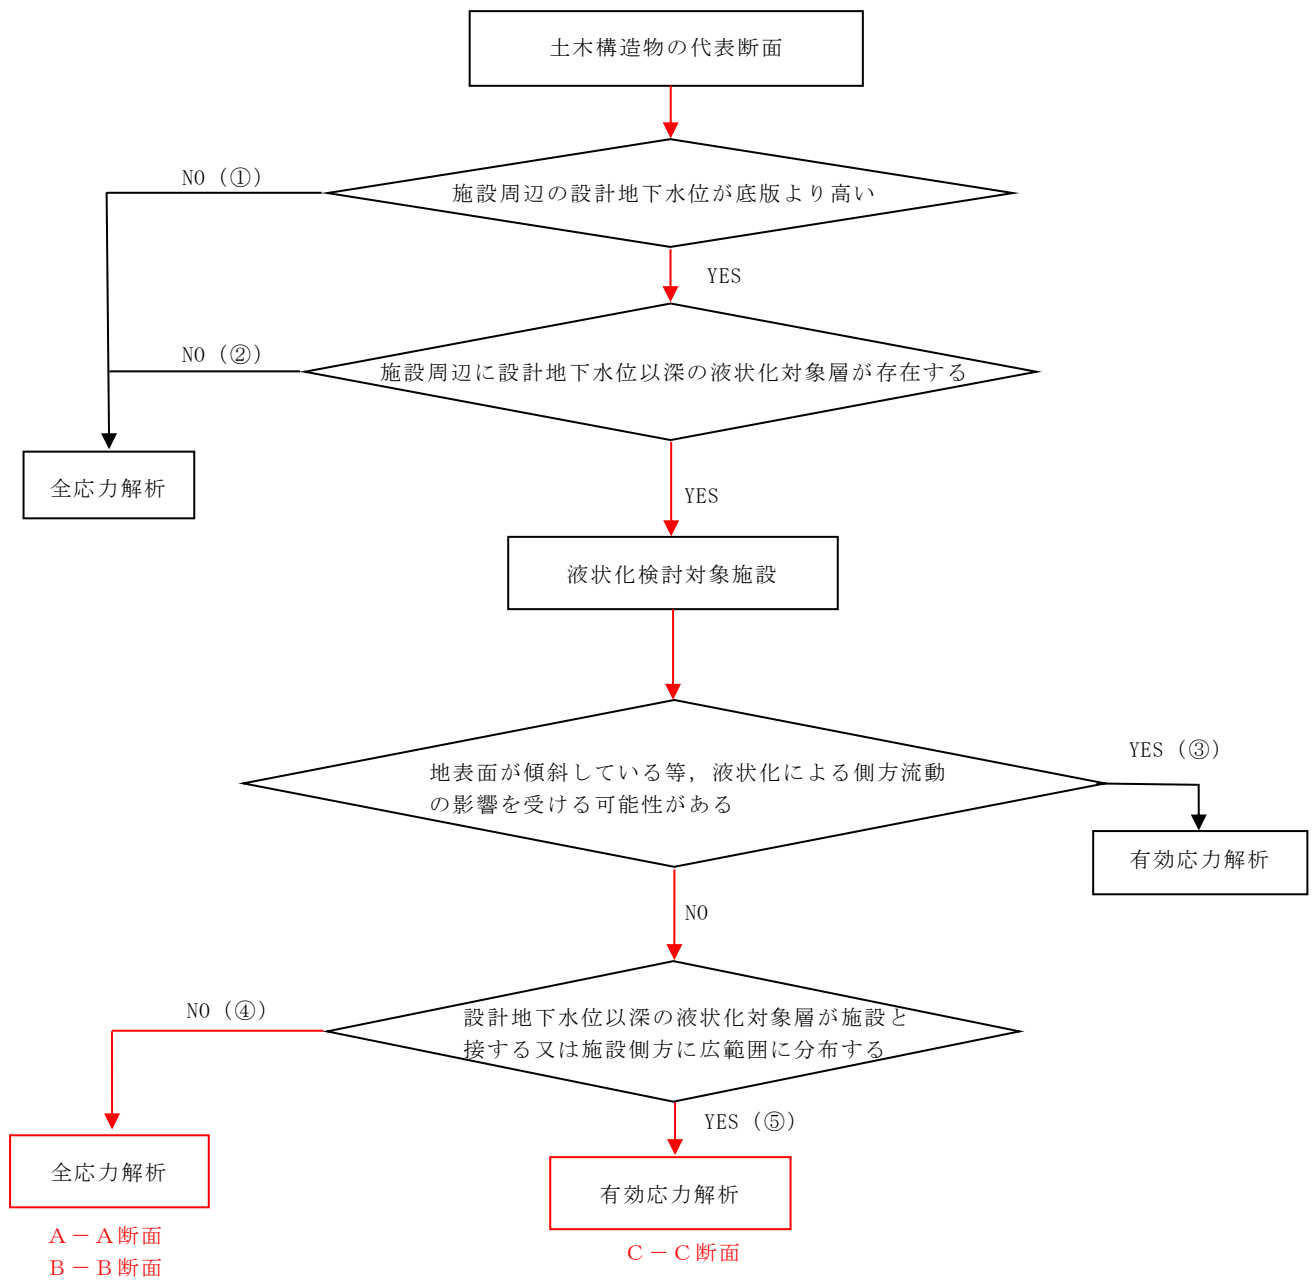 土木構造物の代表断面
NO（①）
施設周辺の設計地下水位が底版より高い
YES
NO（②）
施設周辺に設計地下水位以深の液状化対象層が存在する
全応力解析
YES
液状化検討対象施設
YES（③）
地表面が傾斜している等，液状化による側方流動
の影響を受ける可能性がある
有効応力解析
NO
NO（④）
設計地下水位以深の液状化対象層が施設と
接する又は施設側方に広範囲に分布する
YES（⑤）
全応力解析
有効応力解析
Ａ－Ａ断面
Ｂ－Ｂ断面
Ｃ－Ｃ断面